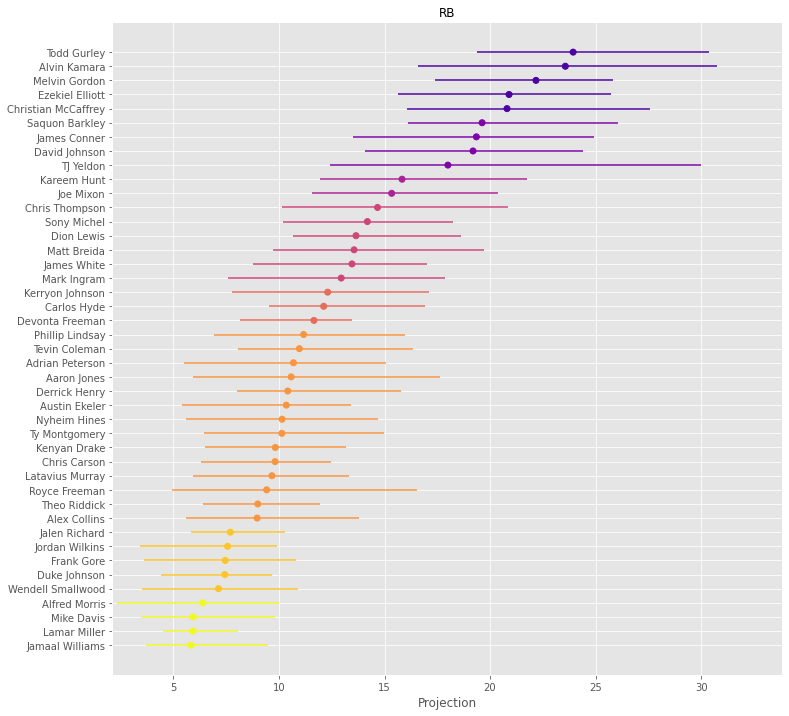 RB
Todd Gurley
Alvin Kamara
Melvin Gordon
Ezekiel Elliott
Christian McCaffrey
Saquon Barkley
James Conner
David Johnson
TJ Yeldon
Kareem Hunt
Joe Mixon
Chris Thompson
Sony Michel
Dion Lewis
Matt Breida
James White
Mark Ingram
Kerryon Johnson
Carlos Hyde
Devonta Freeman
Phillip Lindsay
Tevin Coleman
Adrian Peterson
Aaron Jones
Derrick Henry
Austin Ekeler
Nyheim Hines
Ty Montgomery
Kenyan Drake
Chris Carson
Latavius Murray
Royce Freeman
Theo Riddick
Alex Collins
Jalen Richard
Jordan Wilkins
Frank Gore
Duke Johnson
Wendell Smallwood
Alfred Morris
Mike Davis
Lamar Miller
Jamaal Williams
5 10 15 20 25 30
Projection